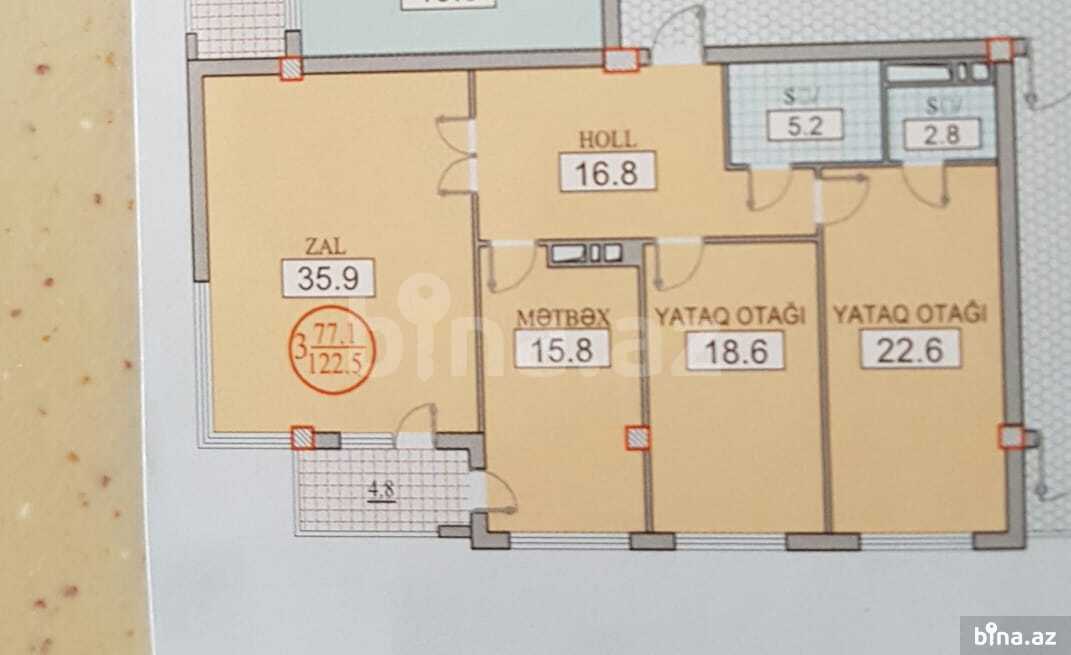 S
5.2
S
2.8
HOLL
16.8
ZAL
35.9
3 77.1
122.5
MƏTBƏX
15.8
YATAQ OTAĞI
18.6
YATAQ OTAĞI
22.6
4.8
bina.az
bina.az